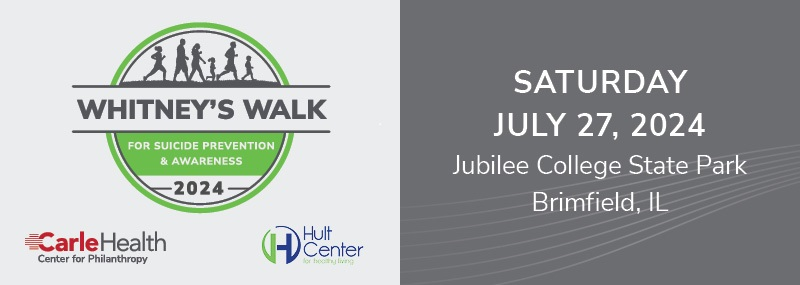 WHITNEY'S WALK
FOR SUICIDE PREVENTION
& AWARENESS
2024
CarleHealth
Center for Philanthropy
Hult
Center
for healthy living
SATURDAY
JULY 27, 2024
Jubilee College State Park
Brimfield, IL